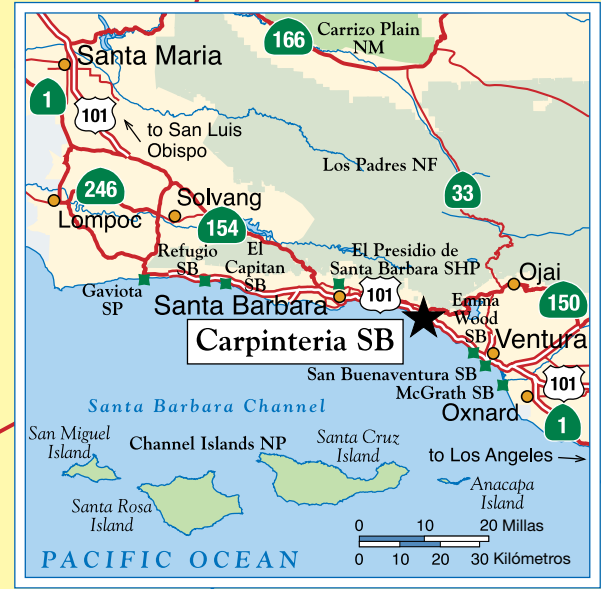 166
Carrizo Plain
NM
Santa Maria
1
101
to San Luis
Obispo
Los Padres NF
246
33
Solvang
Lompoc
154
Refugio
SB
El
Capitan
SB
El Presidio de
Santa Barbara SHP
Ojai
Gaviota
SP
101
150
Santa Barbara
Emma
Wood
SB
Carpinteria SB
Ventura
San Buenaventura SB
101
McGrath SB
Oxnard
1
Santa Barbara Channel
San Miguel
Island
Channel Islands NP
Santa Cruz
Island
to Los Angeles
Santa Rosa
Island
Anacapa
Island
0 10 20 Millas
0 10 20 30 Kilómetros
PACIFIC OCEAN